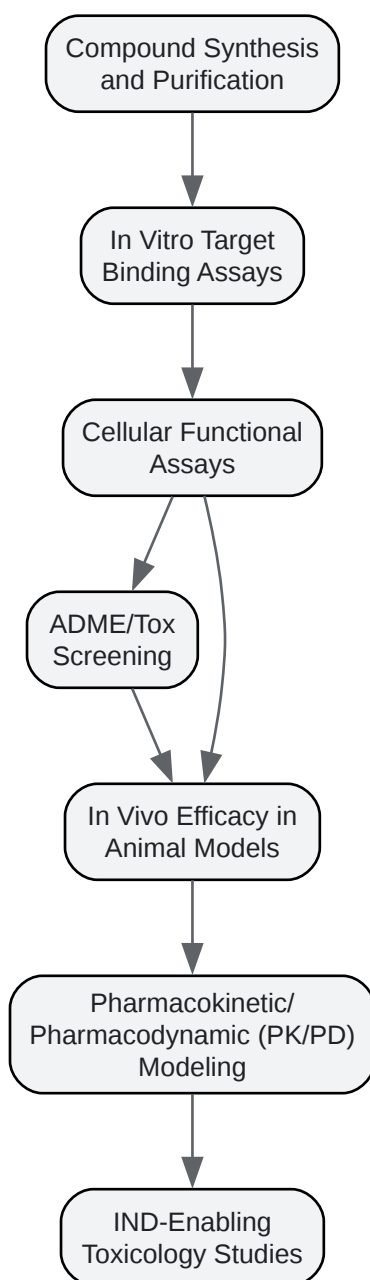 Compound Synthesis
and Purification
In Vitro Target
Binding Assays
Cellular Functional
Assays
ADME/Tox
Screening
In Vivo Efficacy in
Animal Models
Pharmacokinetic/
Pharmacodynamic (PK/PD)
Modeling
IND-Enabling
Toxicology Studies